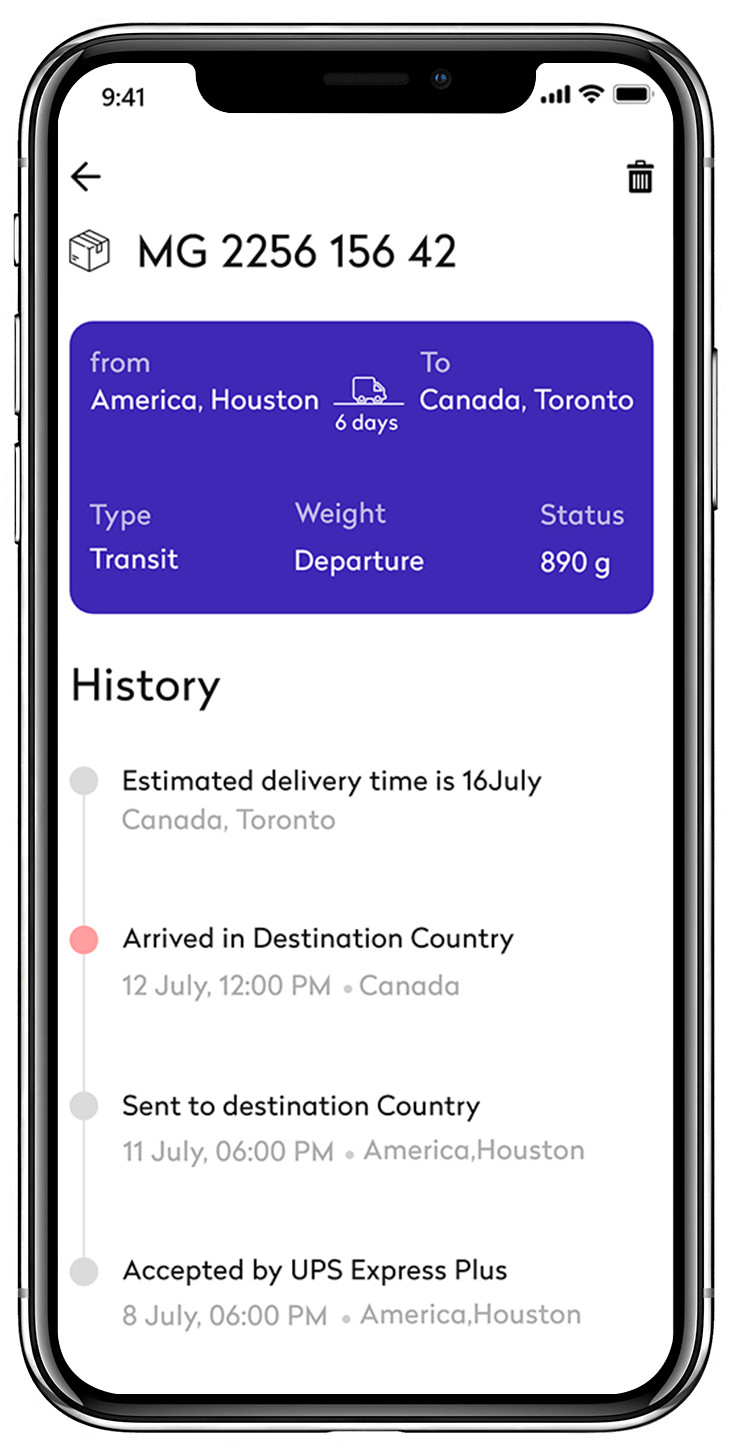 9:41
MG 2256 156 42
from To
America, Houston Canada, Toronto
6 days
Type Weight Status
Transit Departure 890 g
History
Estimated delivery time is 16July
Canada, Toronto
Arrived in Destination Country
12 July, 12:00 PM • Canada
Sent to destination Country
11 July, 06:00 PM • America,Houston
Accepted by UPS Express Plus
8 July, 06:00 PM • America,Houston